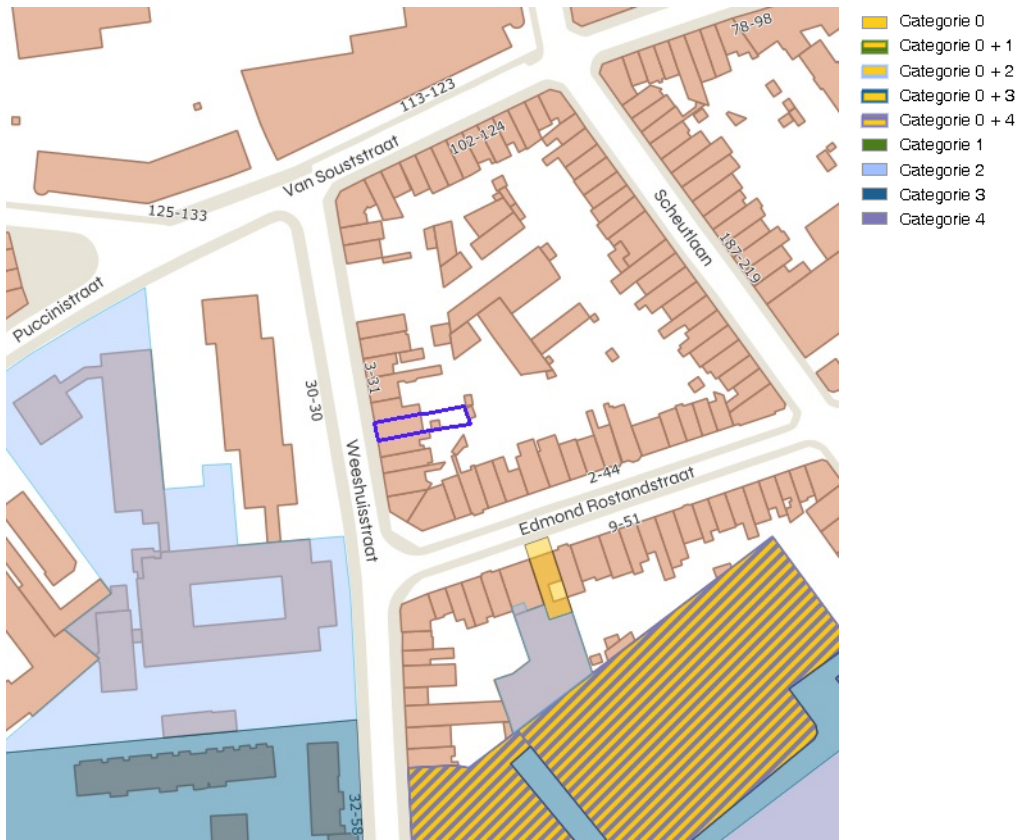 78-98
113-123
102-124
Van Souststraat
125-133
Scheutlaan
187-219
Puccinistraat
3-31
30-30
Weeshuisstraat
2-44
Edmond Rostandstraat
9-51
32-58-
Categorie 0
Categorie 0 + 1
Categorie 0 + 2
Categorie 0 + 3
Categorie 0 + 4
Categorie 1
Categorie 2
Categorie 3
Categorie 4